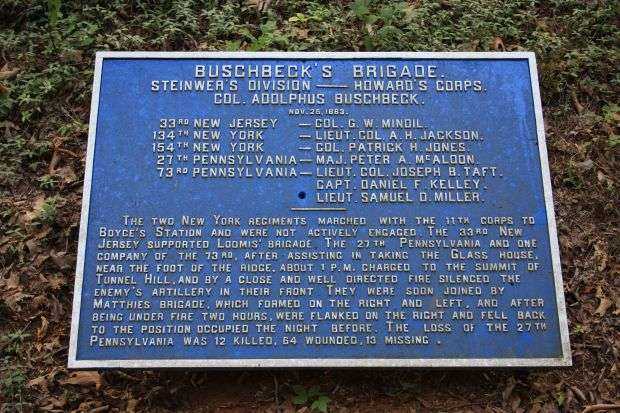 BUSCHBECK'S BRIGADE.
STEINWER'S DIVISION — HOWARD'S CORPS.
COL. ADOLPHUS BUSCHBECK.
NOV. 25, 1863.
33RD NEW JERSEY — COL. G. W. MINDIL.
134TH NEW YORK — LIEUT. COL. A. H. JACKSON.
154TH NEW YORK — COL. PATRICK H. JONES.
27TH PENNSYLVANIA — MAJ. PETER A. McALOON.
73RD PENNSYLVANIA — LIEUT. COL. JOSEPH B. TAFT.
CAPT. DANIEL F. KELLEY.
LIEUT. SAMUEL D. MILLER.
THE TWO NEW YORK REGIMENTS MARCHED WITH THE 11TH CORPS TO
BOYCE'S STATION AND WERE NOT ACTIVELY ENGAGED. THE 33RD NEW
JERSEY SUPPORTED LOOMIS' BRIGADE. THE 27TH PENNSYLVANIA AND ONE
COMPANY OF THE 73RD, AFTER ASSISTING IN TAKING THE GLASS HOUSE,
NEAR THE FOOT OF THE RIDGE, ABOUT 1 P.M. CHARGED TO THE SUMMIT OF
TUNNEL HILL, AND BY A CLOSE AND WELL DIRECTED FIRE SILENCED THE
ENEMY'S ARTILLERY IN THEIR FRONT THEY WERE SOON JOINED BY
MATTHIES BRIGADE, WHICH FORMED ON THE RIGHT AND LEFT, AND AFTER
BEING UNDER FIRE TWO HOURS, WERE FLANKED ON THE RIGHT AND FELL BACK
TO THE POSITION OCCUPIED THE NIGHT BEFORE. THE LOSS OF THE 27TH
PENNSYLVANIA WAS 12 KILLED, 64 WOUNDED, 13 MISSING .